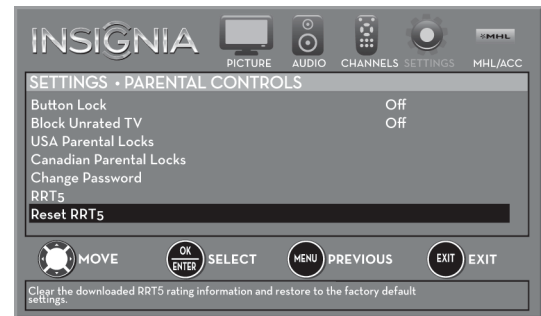 INSIGNIA
PICTURE AUDIO CHANNELS SETTINGS MHL/ACC
MHL
SETTINGS • PARENTAL CONTROLS
Button Lock Off
Block Unrated TV Off
USA Parental Locks
Canadian Parental Locks
Change Password
RRT5
Reset RRT5
MOVE OK ENTER SELECT MENU PREVIOUS EXIT EXIT
Clear the downloaded RRT5 rating information and restore to the factory default
settings.